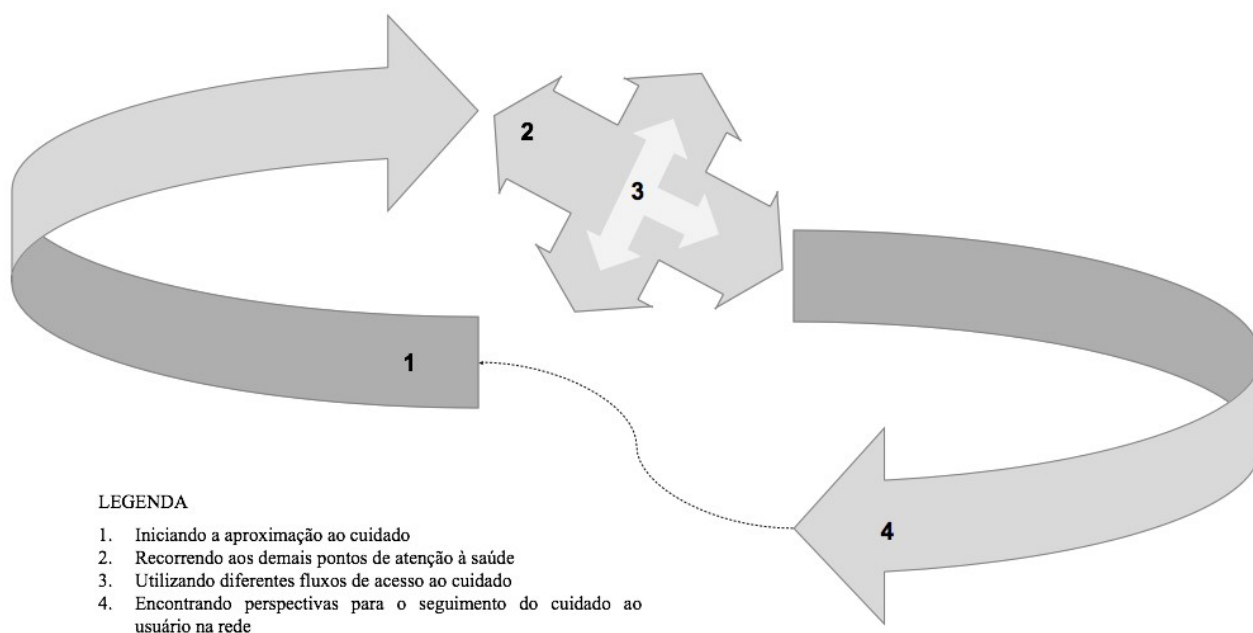 2
3
1
4
LEGENDA
1. Iniciando a aproximação ao cuidado
2. Recorrendo aos demais pontos de atenção à saúde
3. Utilizando diferentes fluxos de acesso ao cuidado
4. Encontrando perspectivas para o seguimento do cuidado ao
usuário na rede